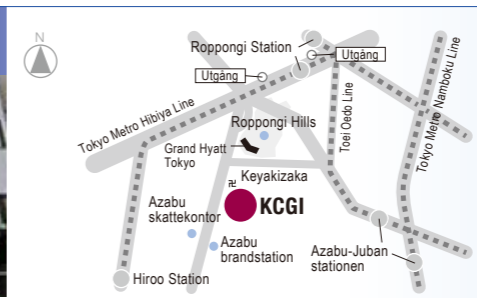 N
Roppongi Station
Utgång
Utgång
Tokyo Metro Hibiya Line
Toei Oedo Line
Tokyo Metro Namboku Line
Roppongi Hills
Grand Hyatt
Tokyo
卍
Keyakizaka
KCGI
Azabu
skattekontor
Azabu
brandstation
Azabu-Juban
stationen
Hiroo Station